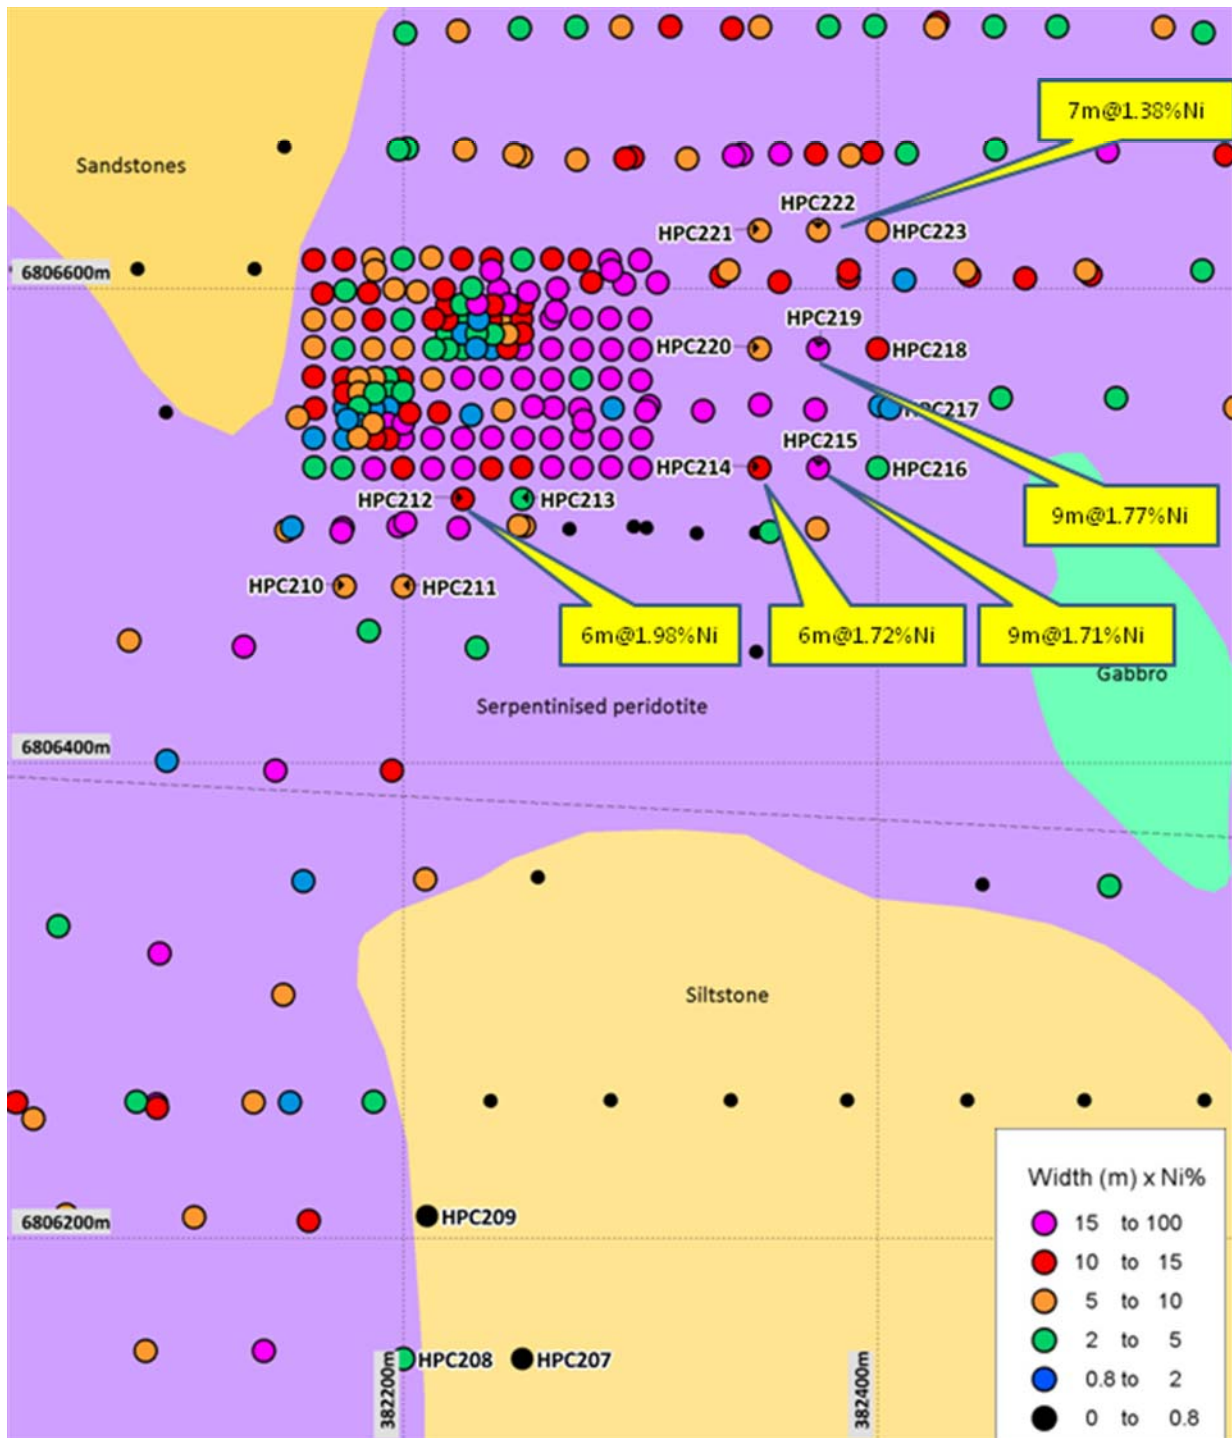 7m@1.38%Ni
Sandstones
HPC222
HPC221
HPC223
6806600m
HPC219
HPC220
HPC218
HPC217
HPC215
HPC214
HPC216
HPC212
HPC213
9m@1.77%Ni
HPC210
HPC211
6m@1.98%Ni
6m@1.72%Ni
9m@1.71%Ni
Gabbro
Serpentinised peridotite
6806400m
Siltstone
Width (m) x Ni%
15 to 100
10 to 15
5 to 10
2 to 5
0.8 to 2
0 to 0.8
HPC209
6806200m
HPC208
HPC207
382200m
382400m